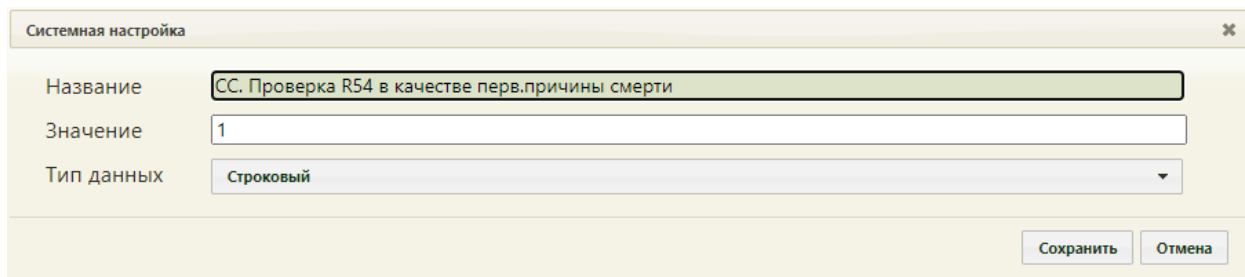 Системная настройка
Название СС. Проверка R54 в качестве перв.причины смерти
Значение 1
Тип данных Строковый
Сохранить Отмена